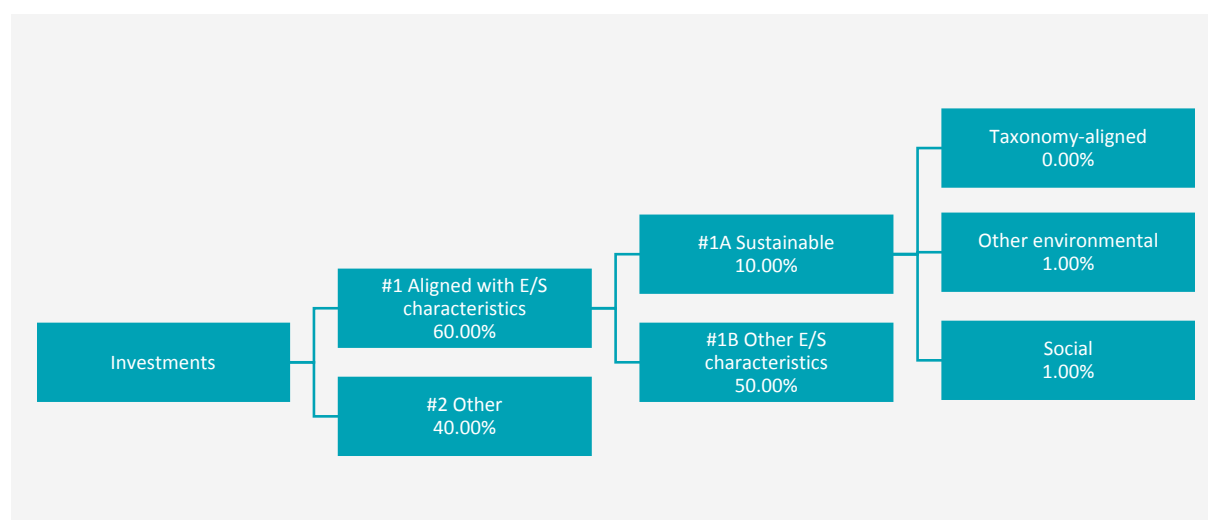 Investments
#1 Aligned with E/S
characteristics
60.00%
#2 Other
40.00%
#1A Sustainable
10.00%
#1B Other E/S
characteristics
50.00%
Taxonomy-aligned
0.00%
Other environmental
1.00%
Social
1.00%